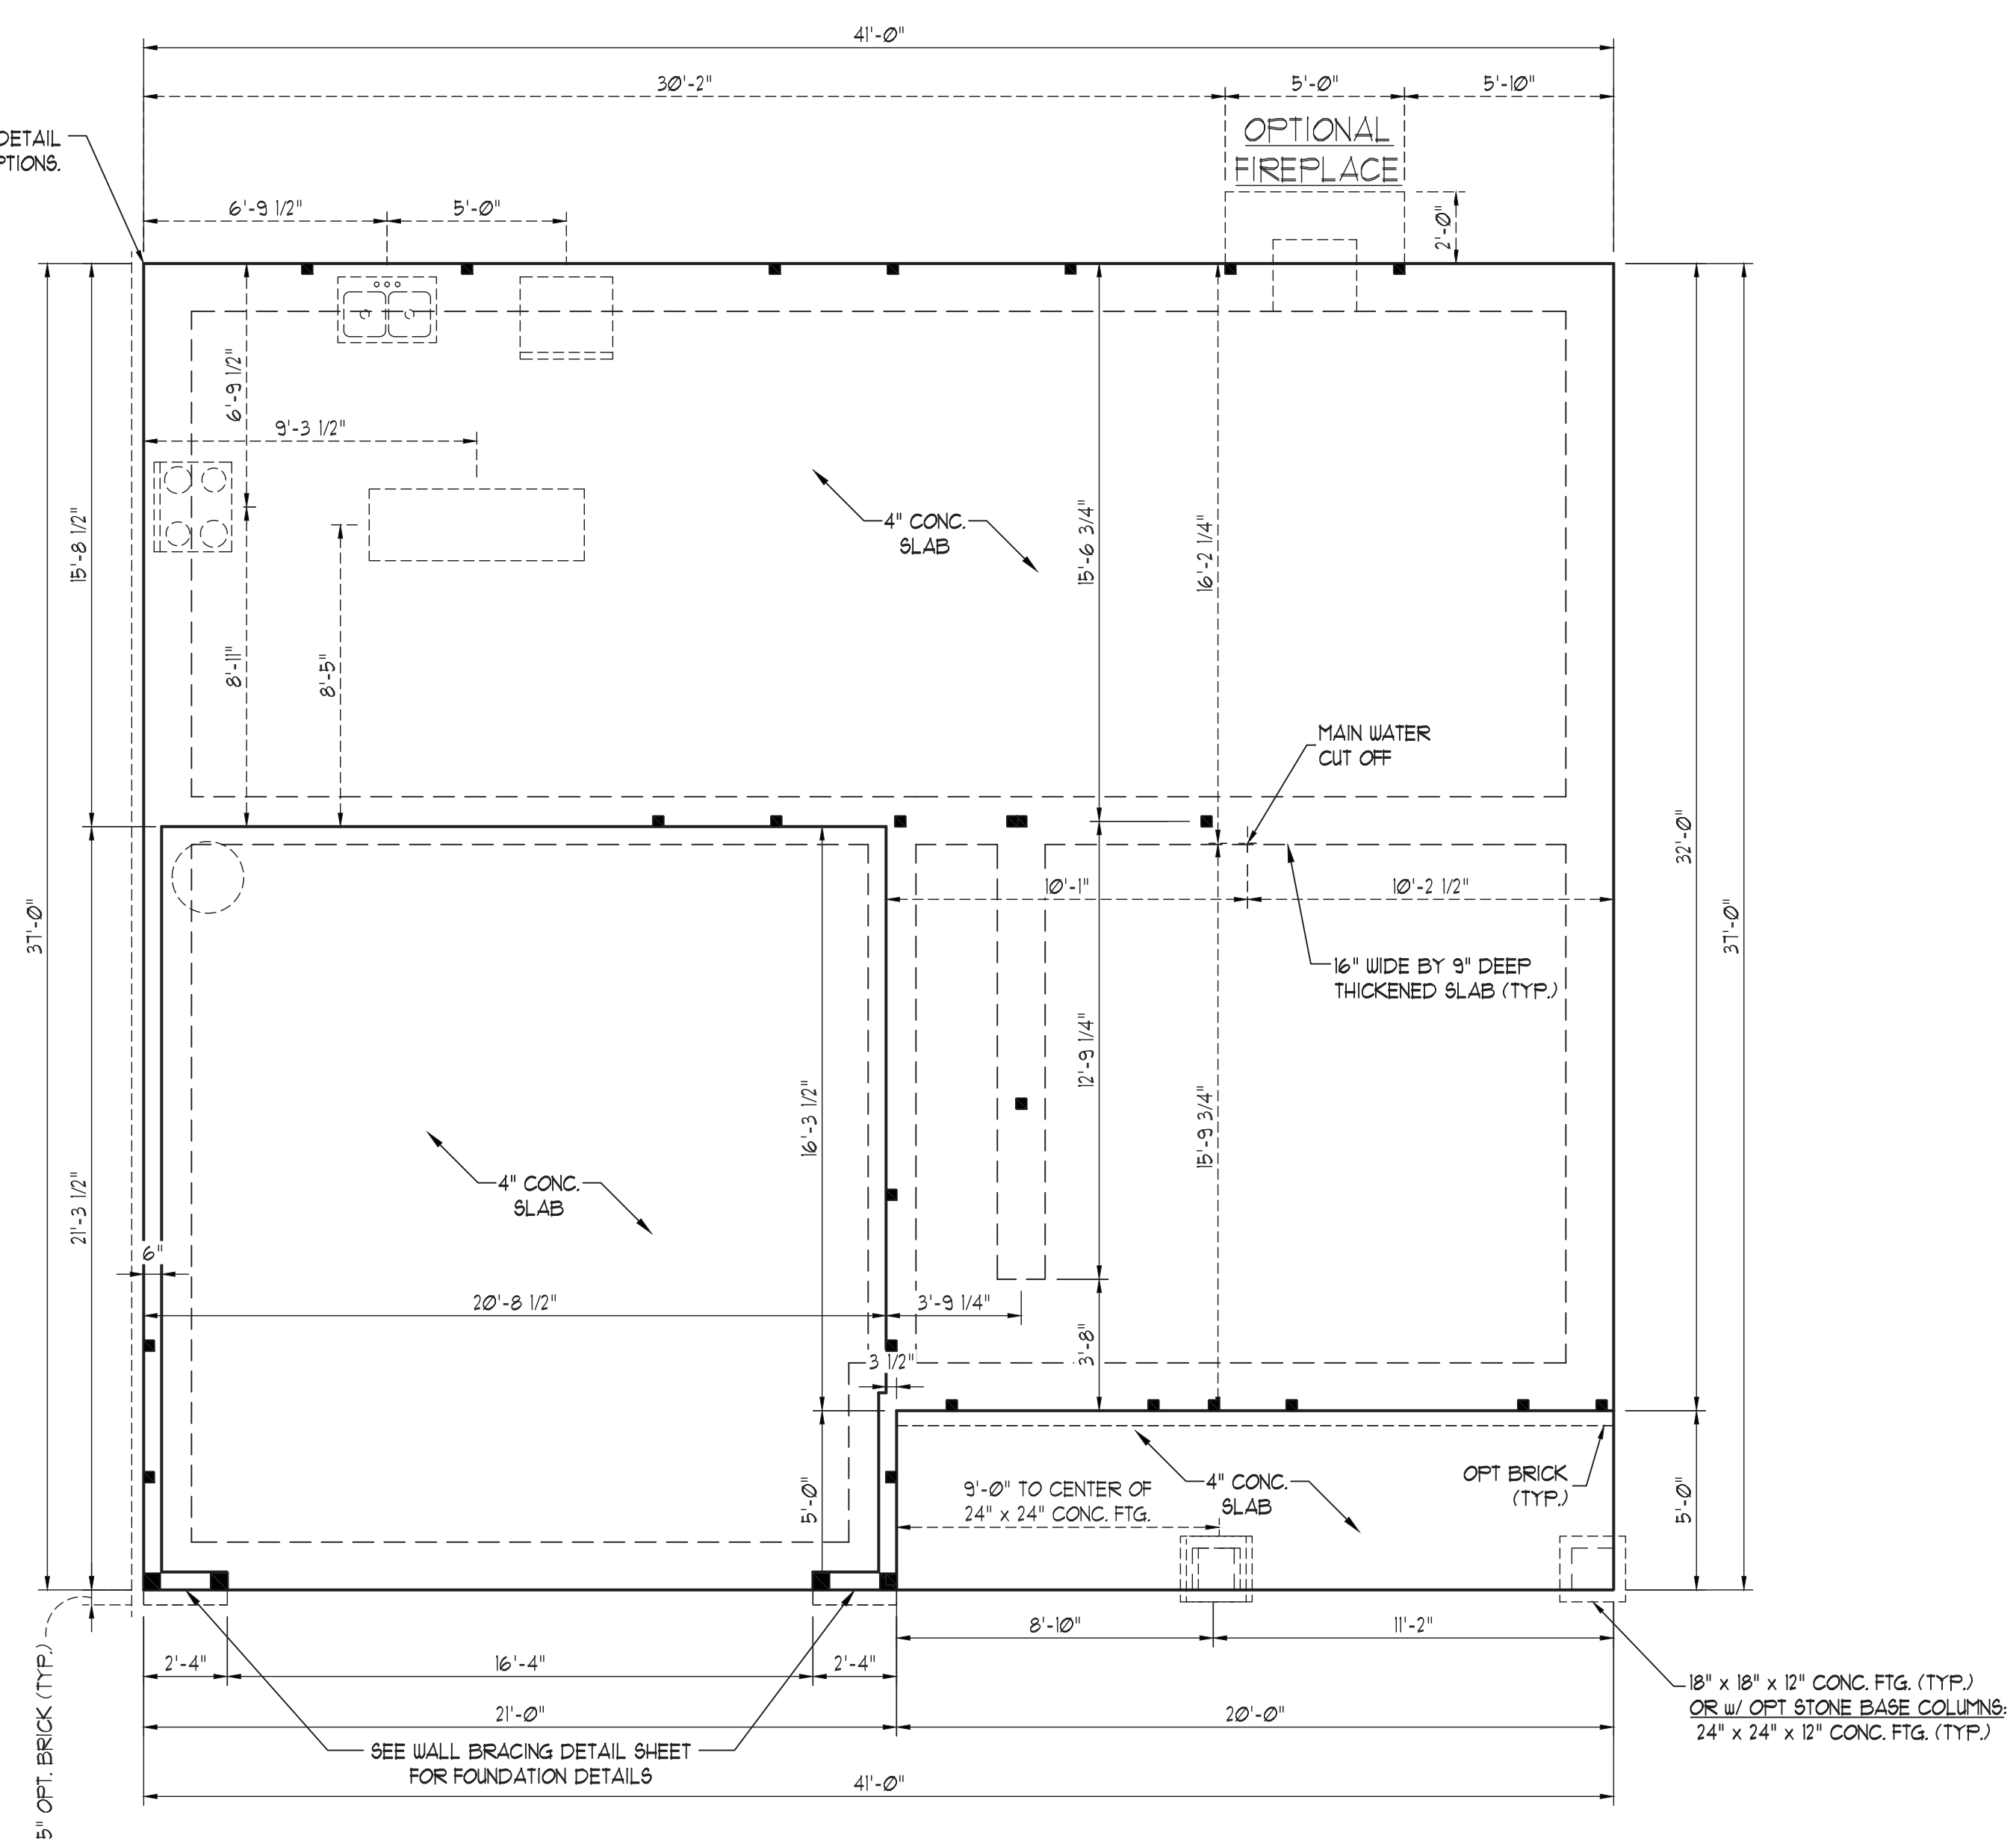 41'-0"
30'-2"
5'-0"
5'-10"
OPTIONAL
FIREPLACE
DETAIL
PTIONS.
6'-9 1/2"
5'-0"
2'-0"
6'-9 1/2"
9'-3 1/2"
15'-8 1/2"
4" CONC.
SLAB
15'-6 3/4"
16'-2 1/4"
8'-11"
8'-5"
MAIN WATER
CUT OFF
32'-0"
37'-0"
37'-0"
10'-1"
10'-2 1/2"
16" WIDE BY 9" DEEP
THICKENED SLAB (TYP.)
12'-9 1/4"
16'-3 1/2"
15'-9 3/4"
4" CONC.
SLAB
21'-3 1/2"
6"
20'-8 1/2"
3'-9 1/4"
3'-8"
3 1/2"
5'-0"
9'-0" TO CENTER OF
24" x 24" CONC. FTG.
4" CONC.
SLAB
OPT BRICK
(TYP.)
5'-0"
8'-10"
11'-2"
2'-4"
16'-4"
2'-4"
5" OPT. BRICK (TYP.)
18" x 18" x 12" CONC. FTG. (TYP.)
OR w/ OPT STONE BASE COLUMNS:
24" x 24" x 12" CONC. FTG. (TYP.)
21'-0"
20'-0"
SEE WALL BRACING DETAIL SHEET
FOR FOUNDATION DETAILS
41'-0"